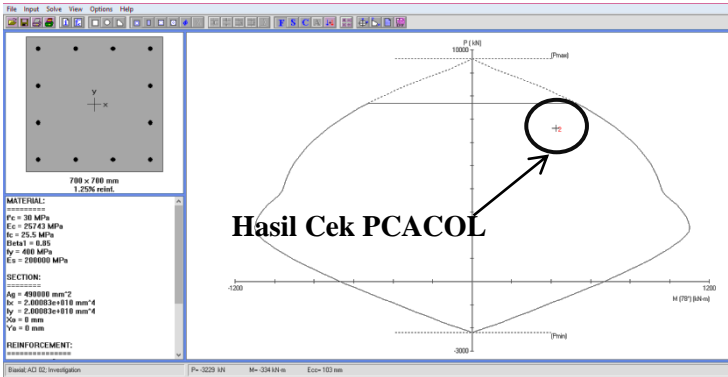 File Input Solve View Options Help
y
x
700 x 700 mm
1.25% reinf.
MATERIAL:
=========
f'c = 30 MPa
Ec = 25743 MPa
fc = 25.5 MPa
Beta1 = 0.85
fy = 400 MPa
Es = 200000 MPa
SECTION:
========
Ag = 490000 mm^2
Ix = 2.00083e+010 mm^4
Iy = 2.00083e+010 mm^4
Xo = 0 mm
Yo = 0 mm
REINFORCEMENT:
===============
P ( kN)
10000
(Pmax)
Hasil Cek PCACOL
-1200
1200
M (78°) (kN-m)
(Pmin)
-3000
Biaxial; ACI 02; Investigation P= -3229 kN M= -334 kN-m Ecc= 103 mm